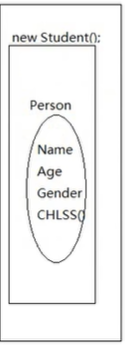 new Student();
Person
Name
Age
Gender
CHLSS()